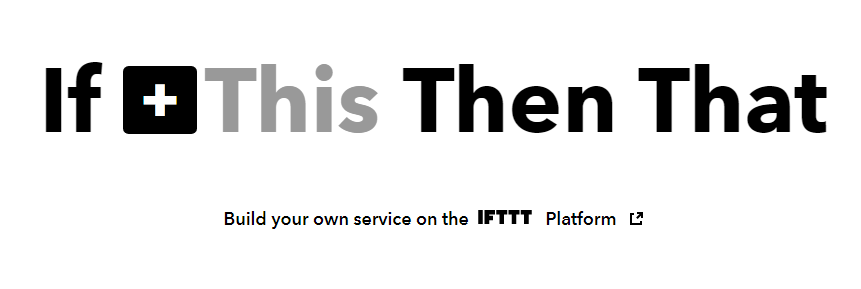 If + This Then That
Build your own service on the IFTTT Platform